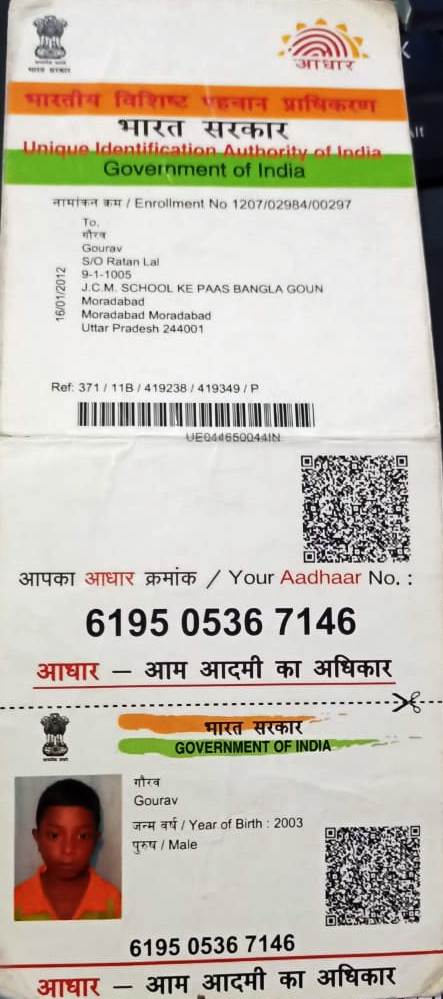 भारत सरकार
आधार
भारतीय विशिष्ट पहचान प्राधिकरण
भारत सरकार
Unique Identification Authority of India
Government of India
नामांकन क्रम / Enrollment No 1207/02984/00297
To,
गौरव
Gourav
S/O Ratan Lal
9-1-1005
J.C.M. SCHOOL KE PAAS BANGLA GOUN
Moradabad
Moradabad Moradabad
Uttar Pradesh 244001
16/01/2012
Ref: 371 / 11B / 419238 / 419349 / P
UE044650044IN
आपका आधार क्रमांक / Your Aadhaar No. :
6195 0536 7146
आधार — आम आदमी का अधिकार
भारत सरकार
GOVERNMENT OF INDIA
गौरव
Gourav
जन्म वर्ष / Year of Birth : 2003
पुरुष / Male
6195 0536 7146
आधार — आम आदमी का अधिकार